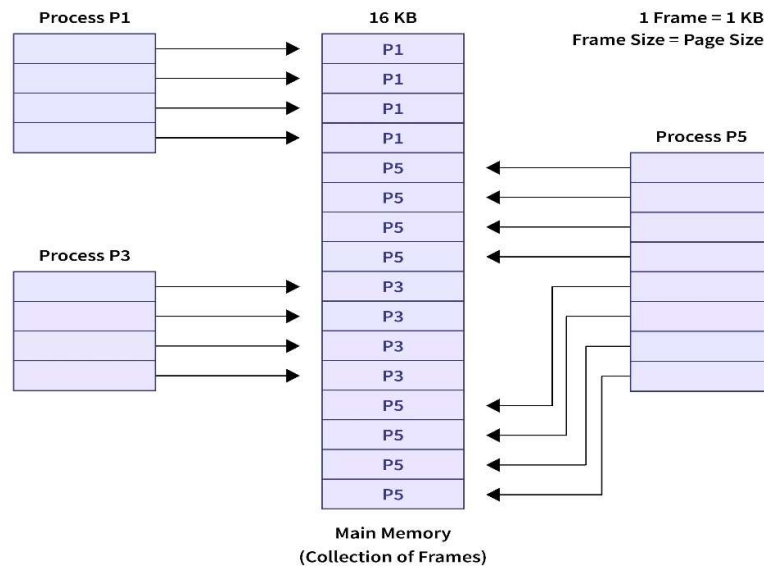 Process P1
16 KB
1 Frame = 1 KB
Frame Size = Page Size
P1
P1
P1
P1
Process P5
P5
P5
P5
P5
Process P3
P3
P3
P3
P3
P5
P5
P5
P5
Main Memory
(Collection of Frames)